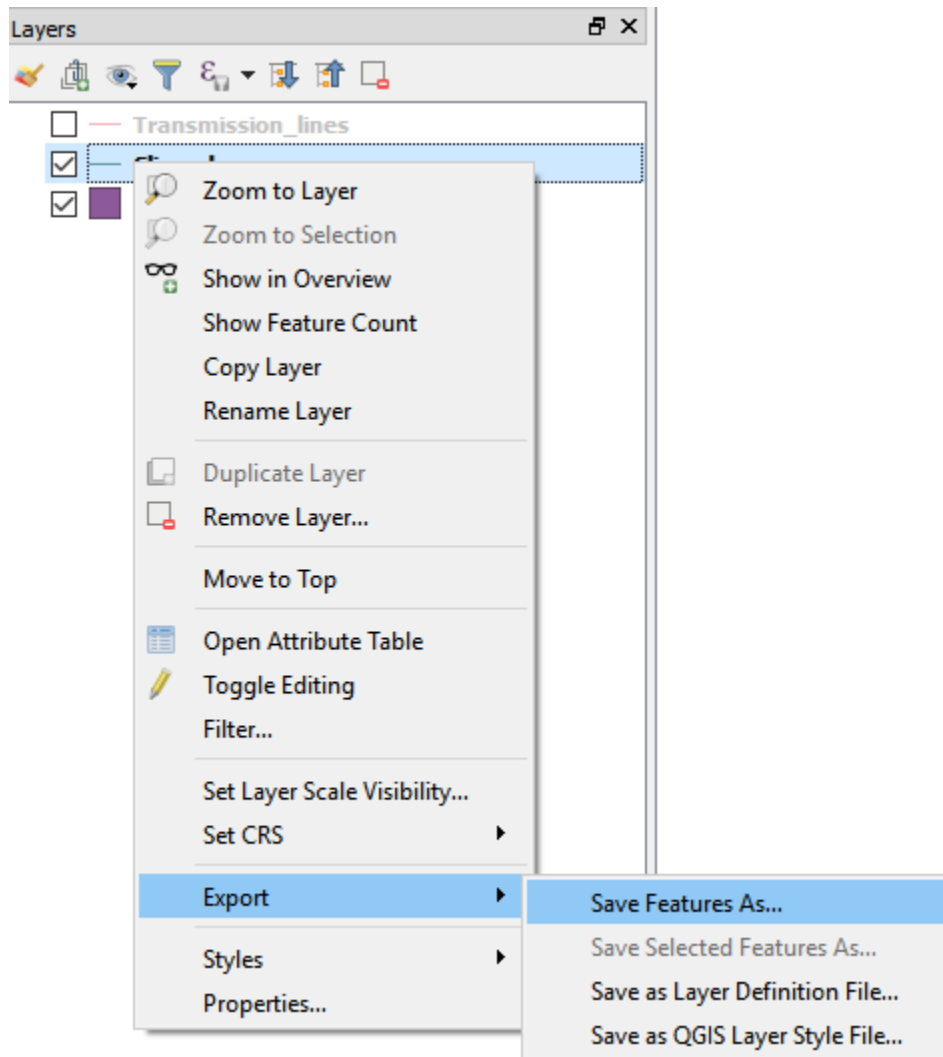 Layers
Transmission_lines
Zoom to Layer
Zoom to Selection
Show in Overview
Show Feature Count
Copy Layer
Rename Layer
Duplicate Layer
Remove Layer...
Move to Top
Open Attribute Table
Toggle Editing
Filter...
Set Layer Scale Visibility...
Set CRS
Export
Save Features As...
Save Selected Features As...
Styles
Save as Layer Definition File...
Properties...
Save as QGIS Layer Style File...